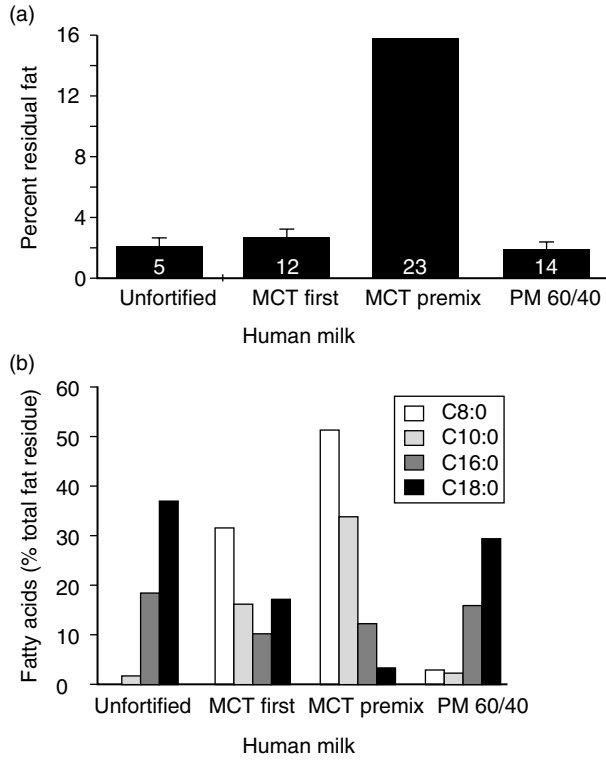 (a)
Percent residual fat
16
12
8
4
0
5 12 23 14
Unfortified MCT first MCT premix PM 60/40
Human milk
(b)
Fatty acids (% total fat residue)
60
50
40
30
20
10
0
C8:0
C10:0
C16:0
C18:0
Unfortified MCT first MCT premix PM 60/40
Human milk